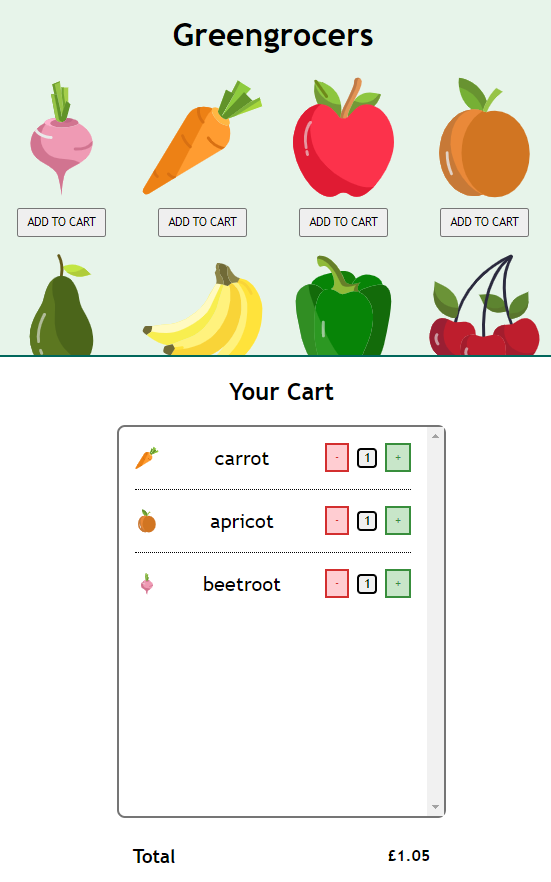 Greengrocers
ADD TO CART ADD TO CART ADD TO CART ADD TO CART
Your Cart
carrot - 1 +
apricot - 1 +
beetroot - 1 +
Total £1.05